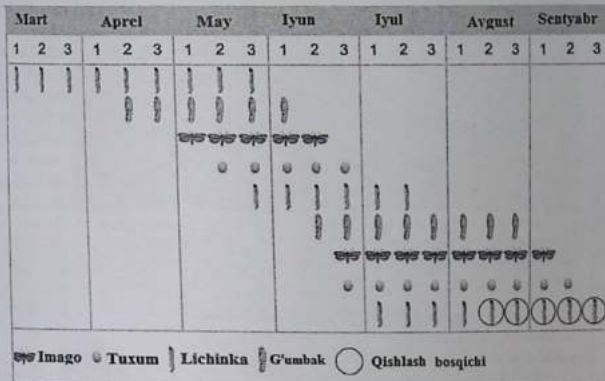 Mart Aprel May Iyun Iyul Avgust Sentyabr
1 2 3 1 2 3 1 2 3 1 2 3 1 2 3 1 2 3 1 2 3
Imago Tuxum Lichinka G'umbak Qishlash bosqichi